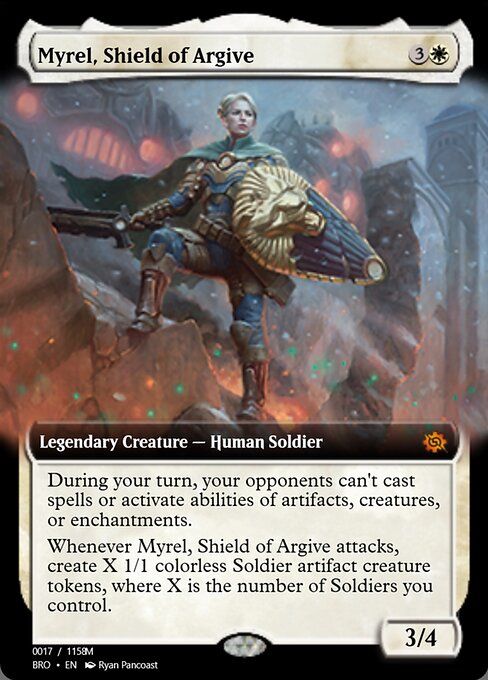 Myrel, Shield of Argive 3
Legendary Creature — Human Soldier
During your turn, your opponents can't cast
spells or activate abilities of artifacts, creatures,
or enchantments.
Whenever Myrel, Shield of Argive attacks,
create X 1/1 colorless Soldier artifact creature
tokens, where X is the number of Soldiers you
control.
3/4
0017 / 1158M
BRO • EN Ryan Pancoast